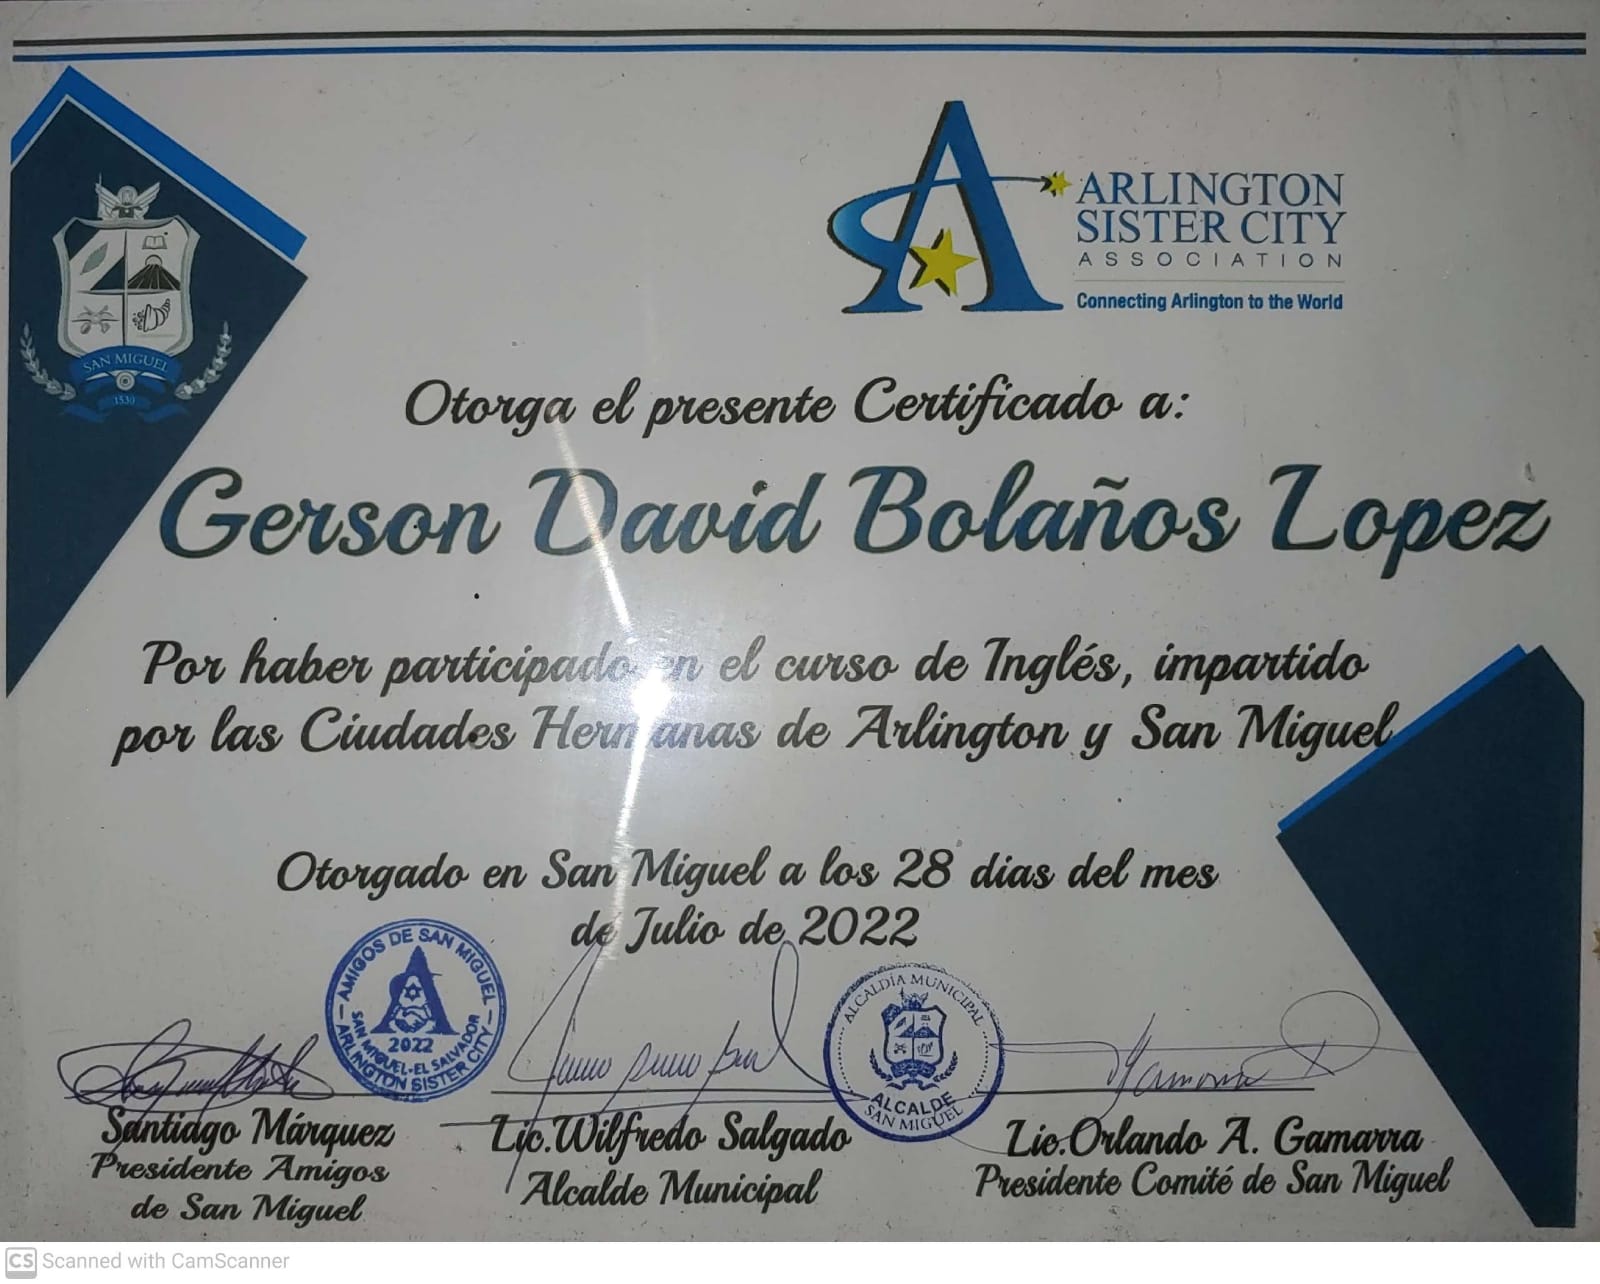 SAN MIGUEL
1530
ARLINGTON
SISTER CITY
ASSOCIATION
Connecting Arlington to the World
Otorga el presente Certificado a:
Gerson David Bolaños Lopez
Por haber participado en el curso de Inglés, impartido
por las Ciudades Hermanas de Arlington y San Miguel
Otorgado en San Miguel a los 28 dias del mes
de Julio de 2022
AMIGOS DE SAN MIGUEL
2022
SAN MIGUEL-EL SALVADOR
ARLINGTON SISTER CITY
ALCALDÍA MUNICIPAL
ALCALDE
SAN MIGUEL
Santiago Márquez
Presidente Amigos
de San Miguel
Lic.Wilfredo Salgado
Alcalde Municipal
Lic.Orlando A. Gamarra
Presidente Comité de San Miguel
CS Scanned with CamScanner